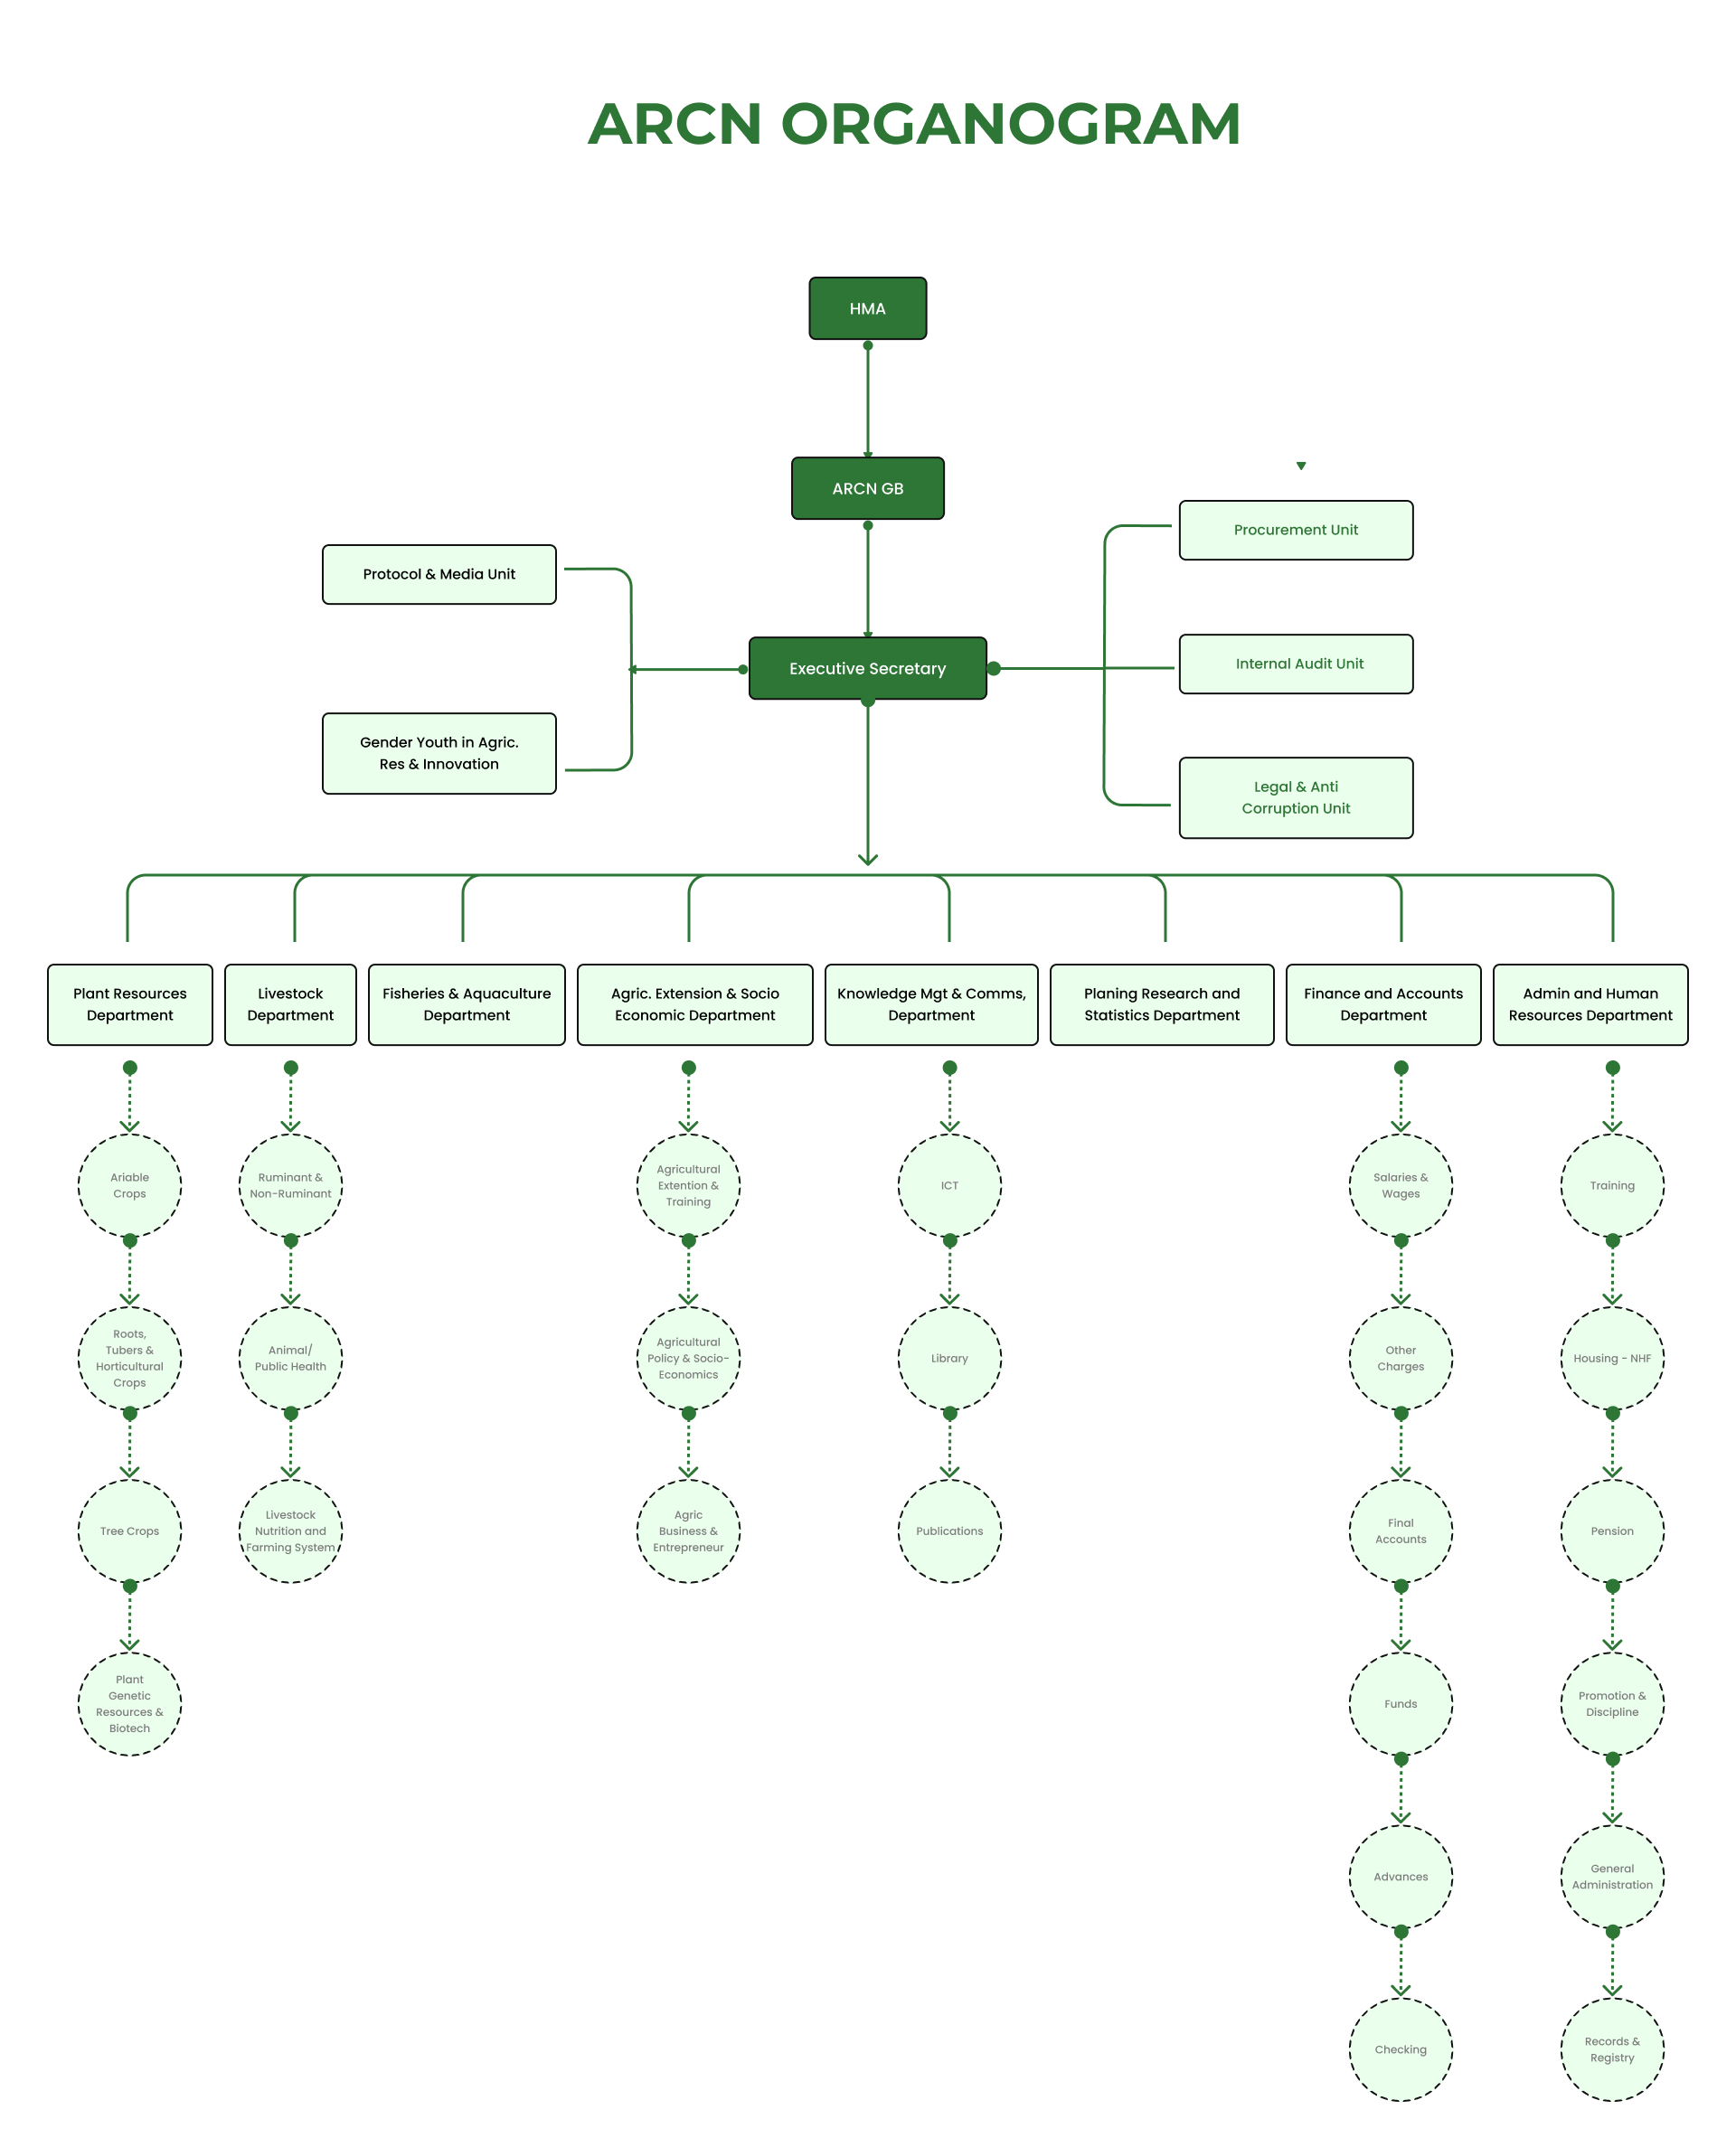 ARCN ORGANOGRAM
HMA
ARCN GB
Procurement Unit
Protocol & Media Unit
Executive Secretary
Internal Audit Unit
Gender Youth in Agric.
Res & Innovation
Legal & Anti
Corruption Unit
Plant Resources
Department
Livestock
Department
Fisheries & Aquaculture
Department
Agric. Extension & Socio
Economic Department
Knowledge Mgt & Comms,
Department
Planing Research and
Statistics Department
Finance and Accounts
Department
Admin and Human
Resources Department
Ariable
Crops
Roots,
Tubers &
Horticultural
Crops
Tree Crops
Plant
Genetic
Resources &
Biotech
Ruminant &
Non-Ruminant
Animal/
Public Health
Livestock
Nutrition and
Farming System
Agricultural
Extention &
Training
Agricultural
Policy & Socio-
Economics
Agric
Business &
Entrepreneur
ICT
Library
Publications
Salaries &
Wages
Other
Charges
Final
Accounts
Funds
Advances
Checking
Training
Housing - NHF
Pension
Promotion &
Discipline
General
Administration
Records &
Registry